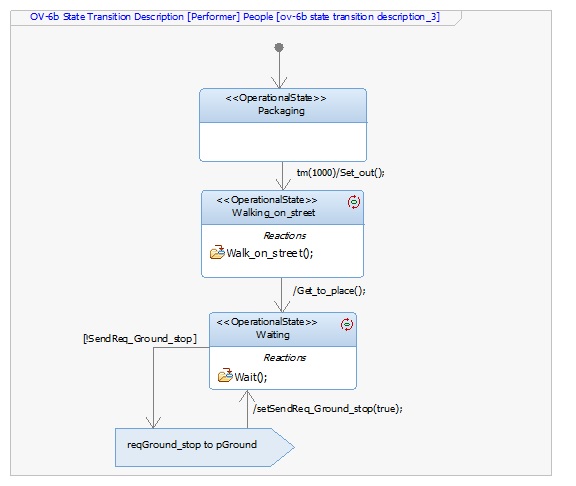 OV-6b State Transition Description [Performer] People [ov-6b state transition description_3]
<<OperationalState>>
Packaging
tm(1000)/Set_out();
<<OperationalState>>
Walking_on_street
Reactions
Walk_on_street();
/Get_to_place();
<<OperationalState>>
Waiting
[!SendReq_Ground_stop]
Reactions
Wait();
/setSendReq_Ground_stop(true);
reqGround_stop to pGround